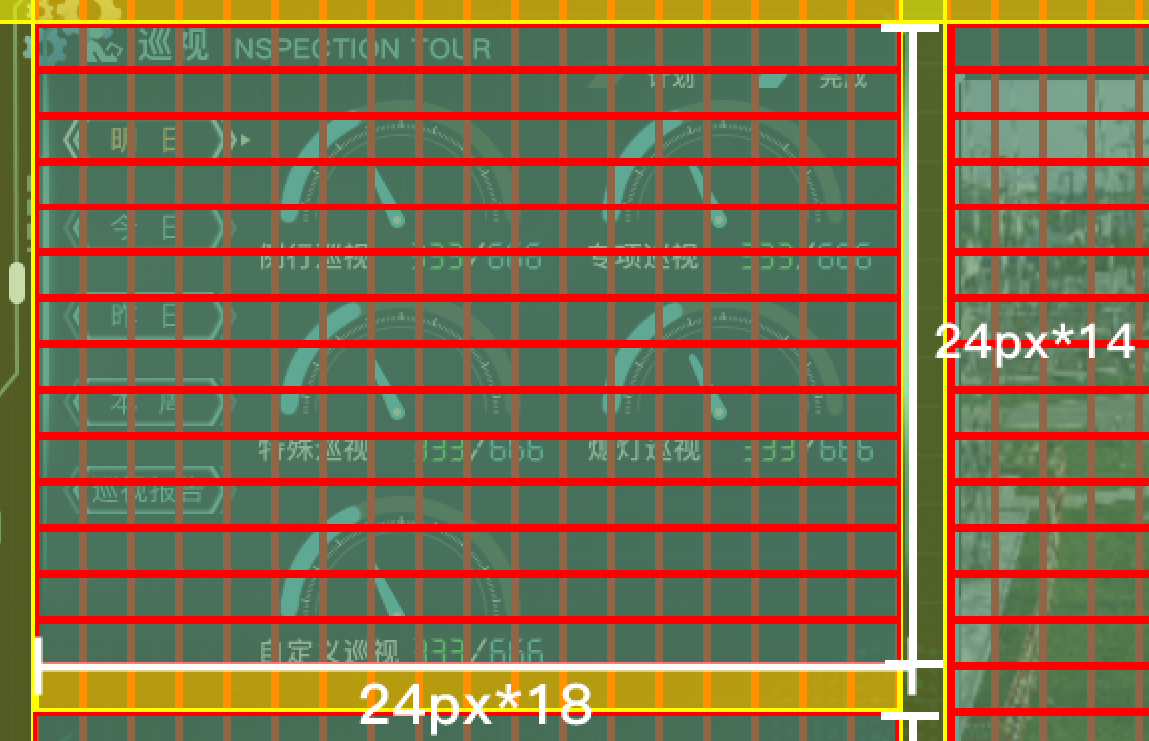 巡视 NSPECTION TOUR
计划 完成
明 日
今 日
例行巡视 333/666 专项巡视 333/666
24px*14
昨 日
本 周
特殊巡视 333/666 熄灯巡视 333/666
巡视报告
自定义巡视 333/666
24px*18